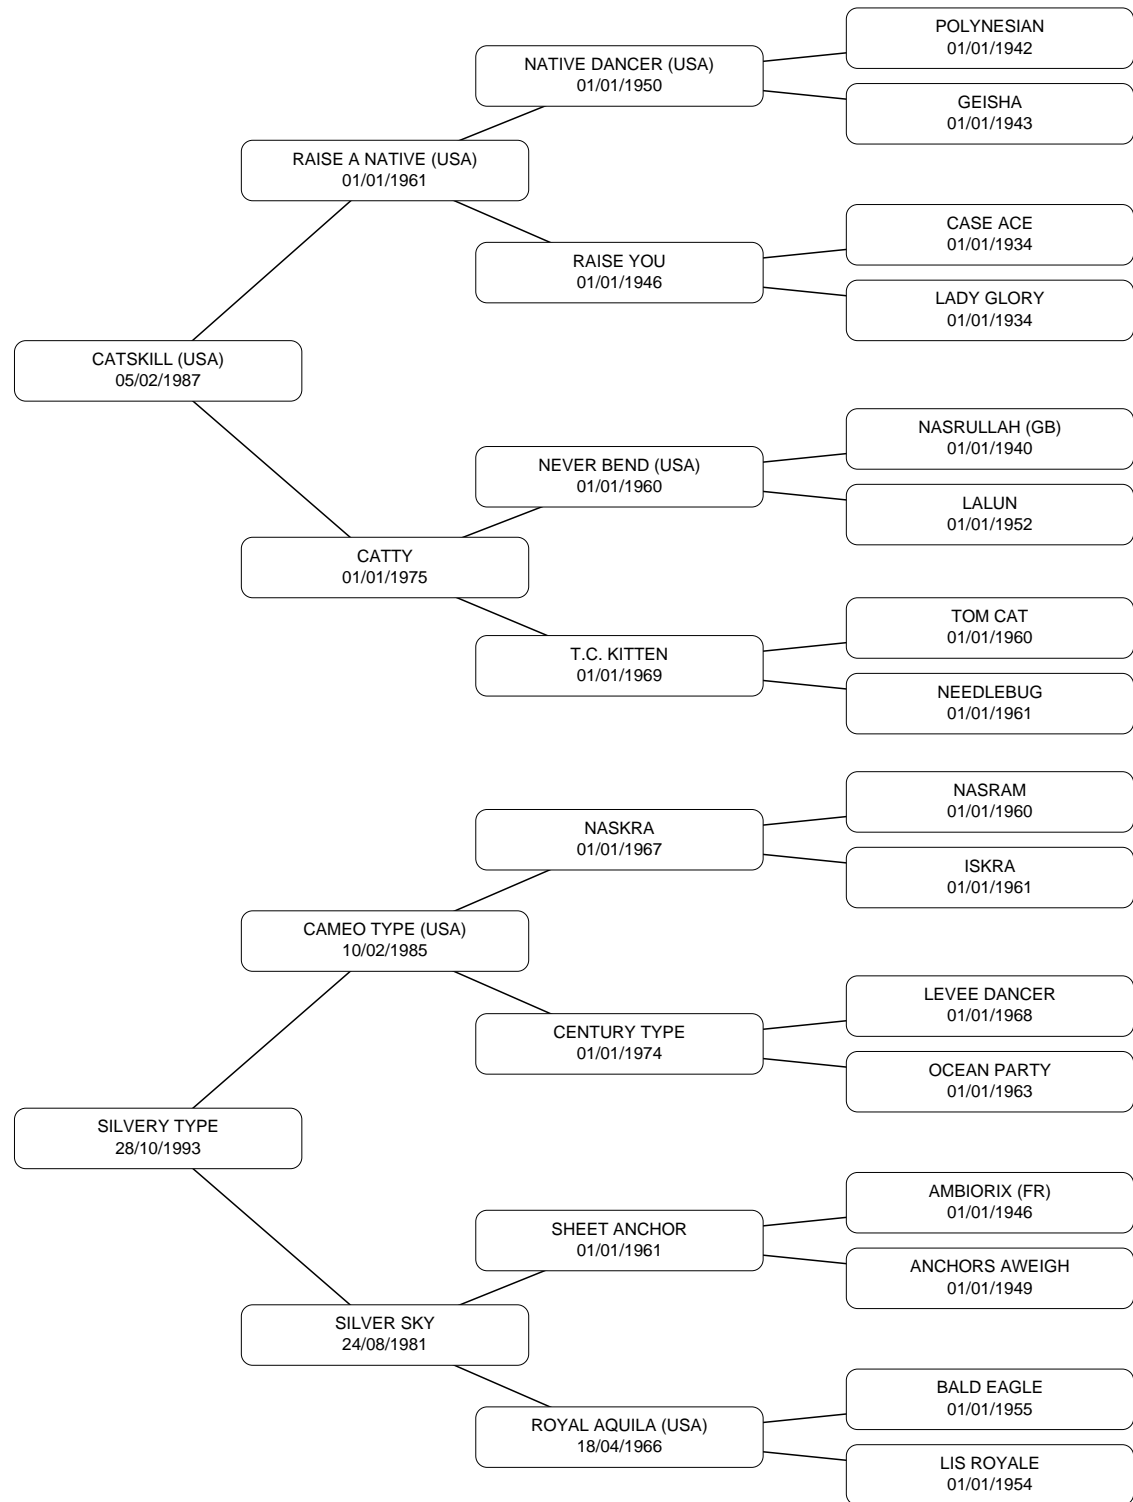 POLYNESIAN
01/01/1942
NATIVE DANCER (USA)
01/01/1950
GEISHA
01/01/1943
RAISE A NATIVE (USA)
01/01/1961
CASE ACE
01/01/1934
RAISE YOU
01/01/1946
LADY GLORY
01/01/1934
CATSKILL (USA)
05/02/1987
NASRULLAH (GB)
01/01/1940
NEVER BEND (USA)
01/01/1960
LALUN
01/01/1952
CATTY
01/01/1975
TOM CAT
01/01/1960
T.C. KITTEN
01/01/1969
NEEDLEBUG
01/01/1961
NASRAM
01/01/1960
NASKRA
01/01/1967
ISKRA
01/01/1961
CAMEO TYPE (USA)
10/02/1985
LEVEE DANCER
01/01/1968
CENTURY TYPE
01/01/1974
OCEAN PARTY
01/01/1963
SILVERY TYPE
28/10/1993
AMBIORIX (FR)
01/01/1946
SHEET ANCHOR
01/01/1961
ANCHORS AWEIGH
01/01/1949
SILVER SKY
24/08/1981
BALD EAGLE
01/01/1955
ROYAL AQUILA (USA)
18/04/1966
LIS ROYALE
01/01/1954